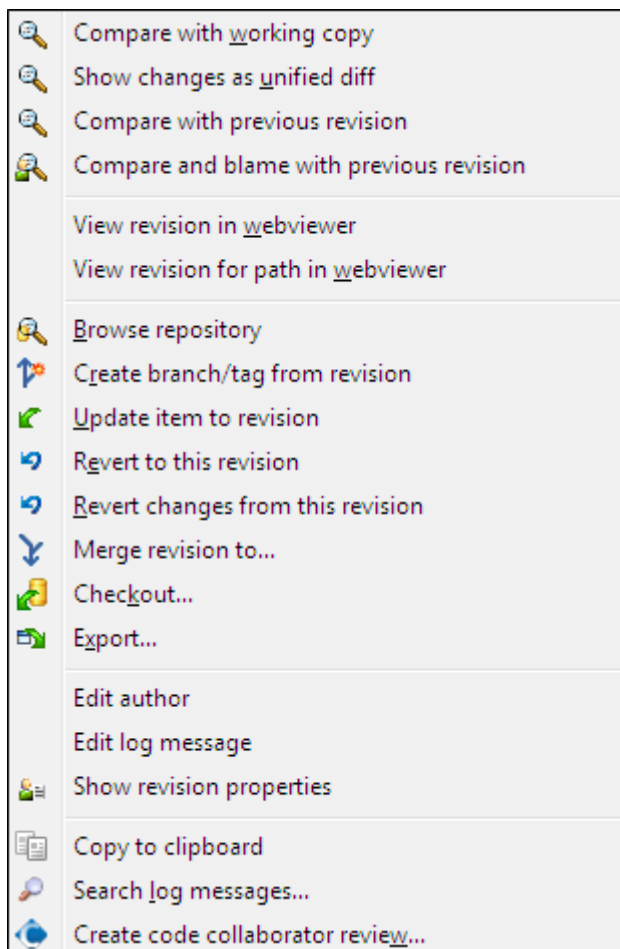 Compare with working copy
Show changes as unified diff
Compare with previous revision
Compare and blame with previous revision
View revision in webviewer
View revision for path in webviewer
Browse repository
Create branch/tag from revision
Update item to revision
Revert to this revision
Revert changes from this revision
Merge revision to...
Checkout...
Export...
Edit author
Edit log message
Show revision properties
Copy to clipboard
Search log messages...
Create code collaborator review...